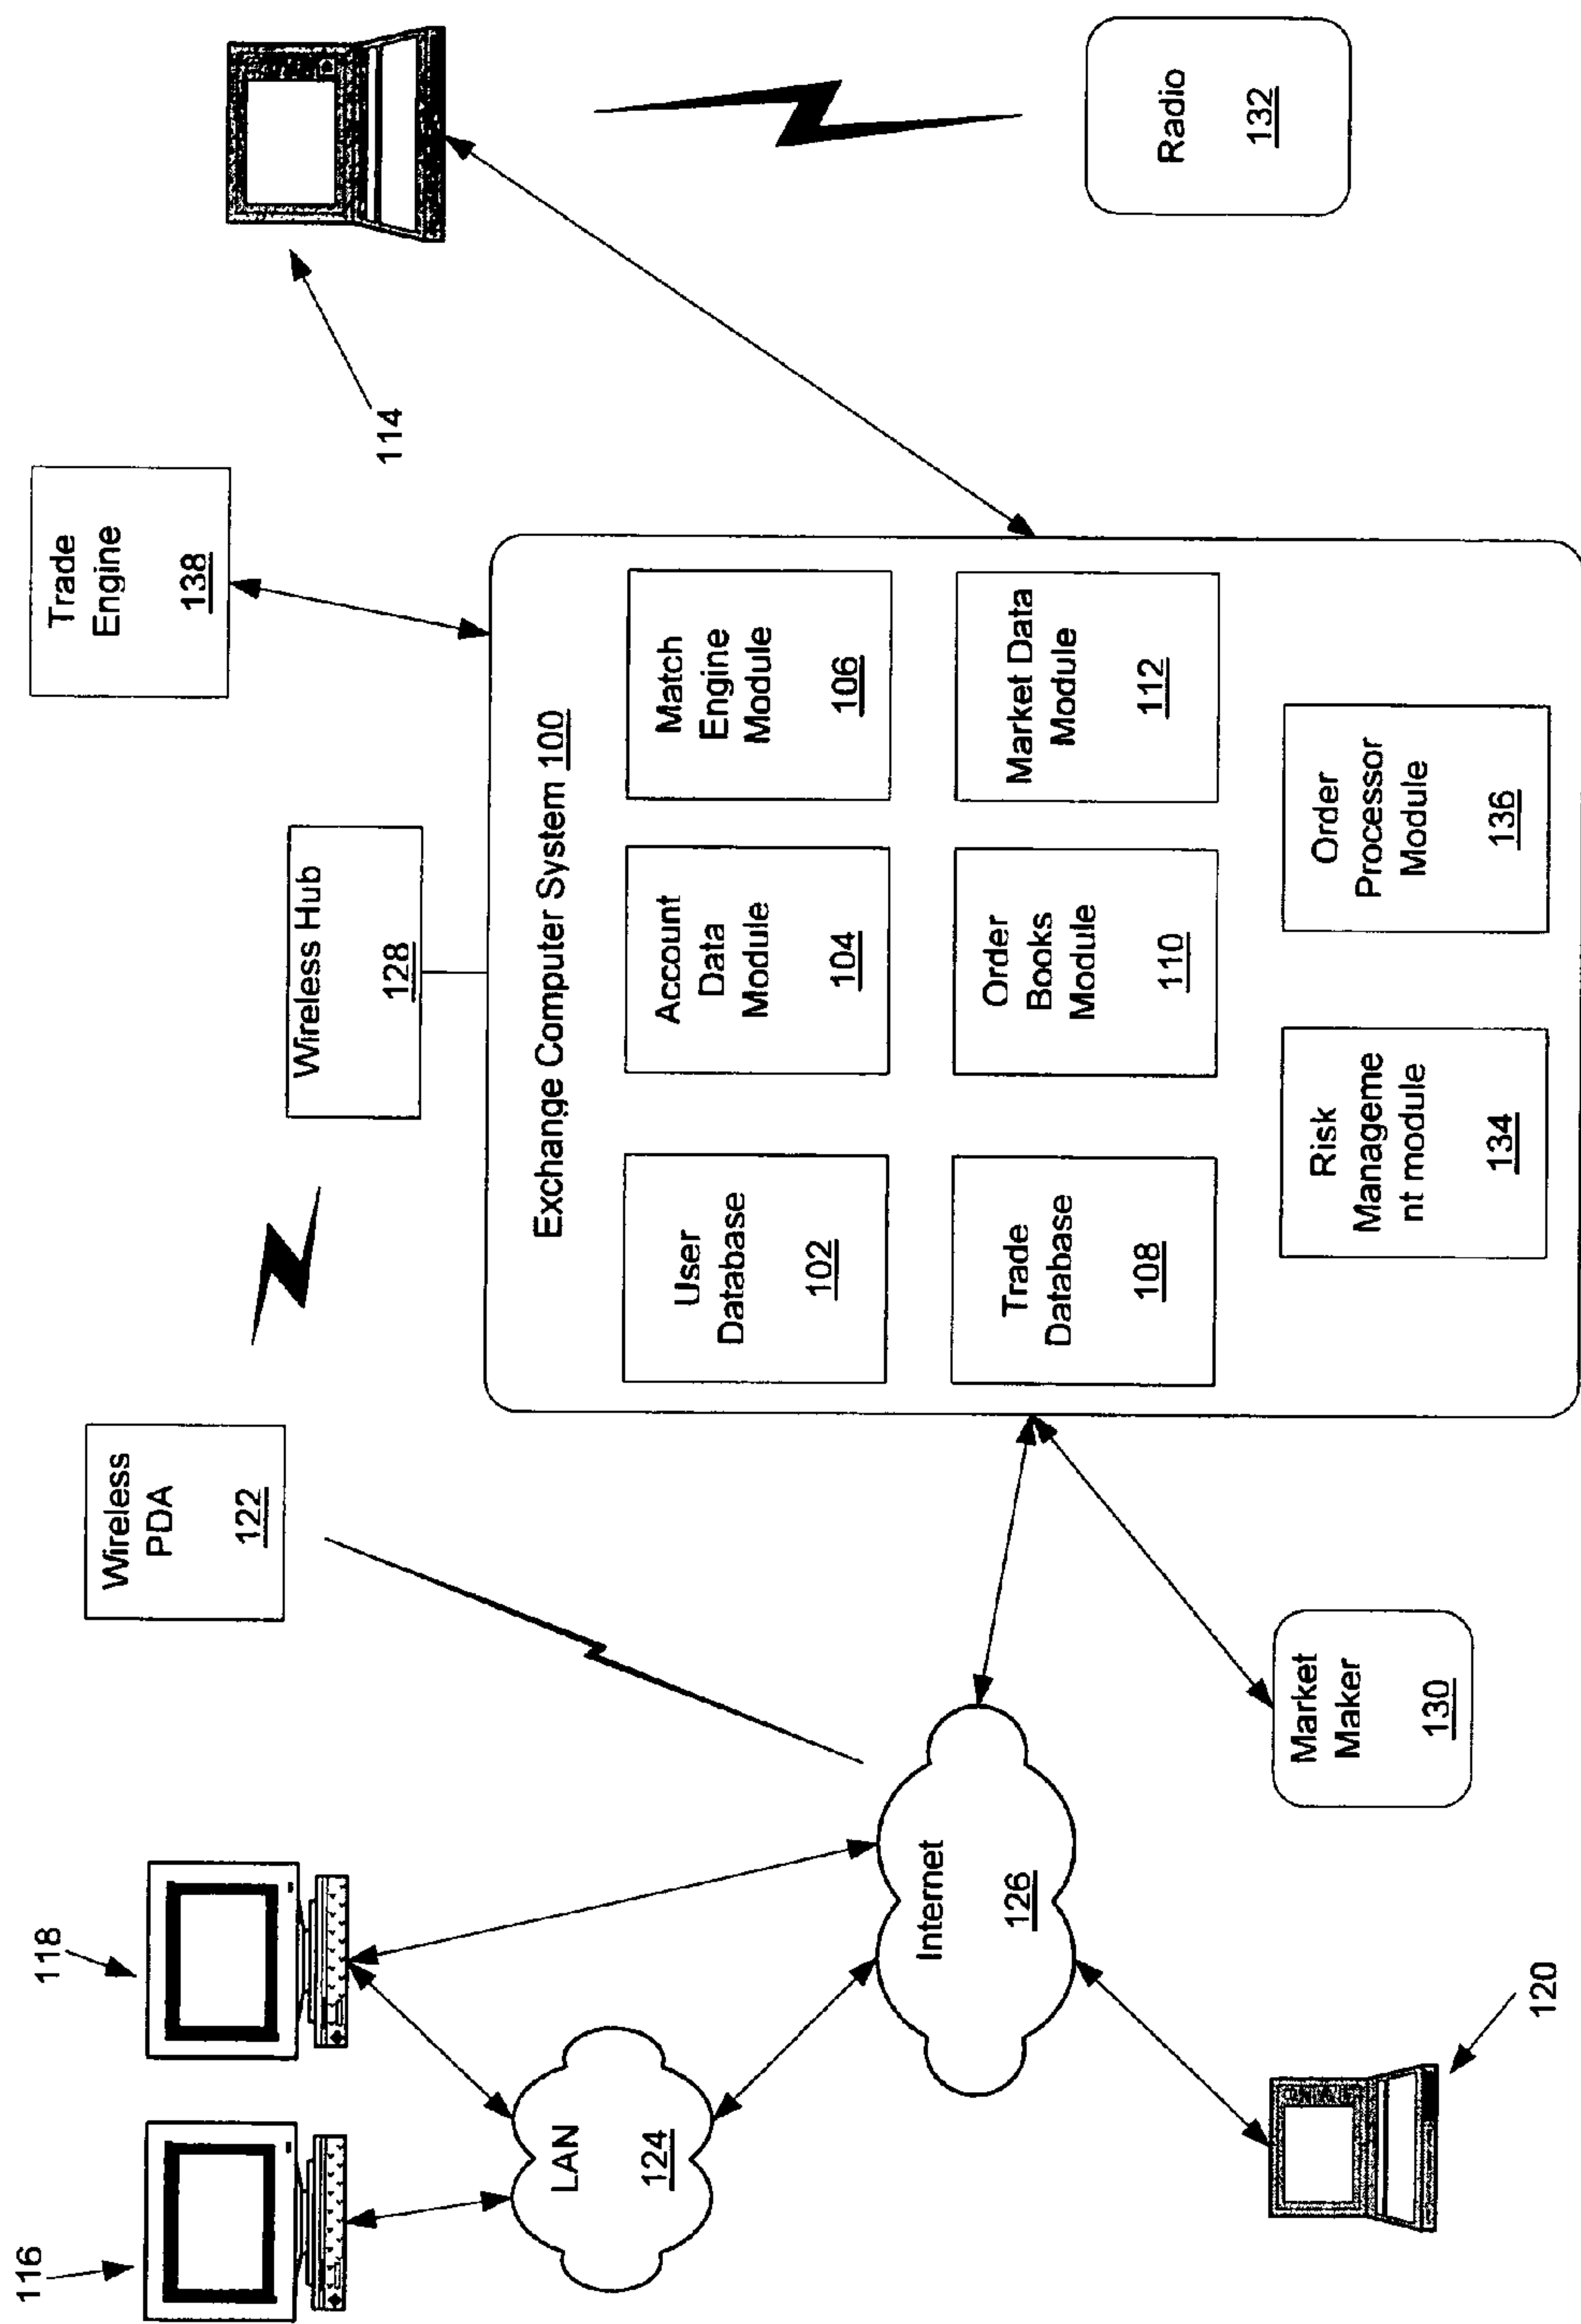 116
118
LAN
124
Internet
126
120
Wireless
PDA
122
Market
Maker
130
Wireless Hub
128
Trade
Engine
138
114
Radio
132
Exchange Computer System 100
User
Database
102
Account
Data
Module
104
Match
Engine
Module
106
Trade
Database
108
Order
Books
Module
110
Market Data
Module
112
Risk
Manageme
nt module
134
Order
Processor
Module
136